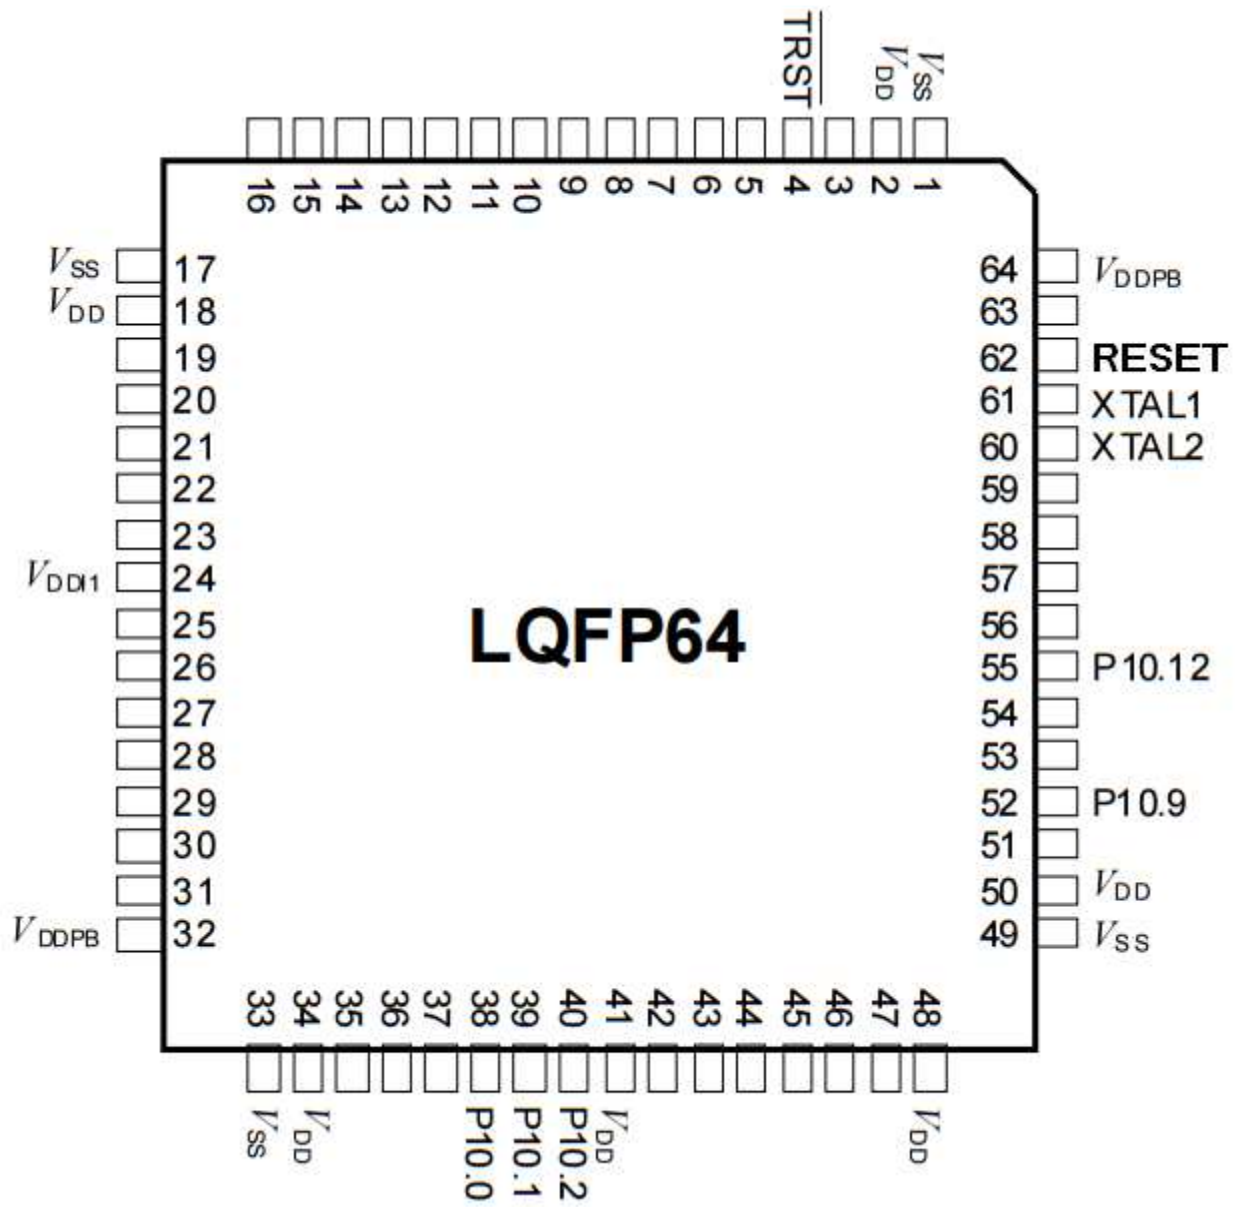 TRST
VDD
VSS
16 15 14 13 12 11 10 9 8 7 6 5 4 3 2 1
VSS 17
VDD 18
19
20
21
22
23
VDDI1 24
25
26
27
28
29
30
31
VDDPB 32
LQFP64
64 VDDPB
63
62 RESET
61 XTAL1
60 XTAL2
59
58
57
56
55 P10.12
54
53
52 P10.9
51
50 VDD
49 VSS
33 34 35 36 37 38 39 40 41 42 43 44 45 46 47 48
VSS
VDD
P10.0
P10.1
P10.2
VDD
VDD